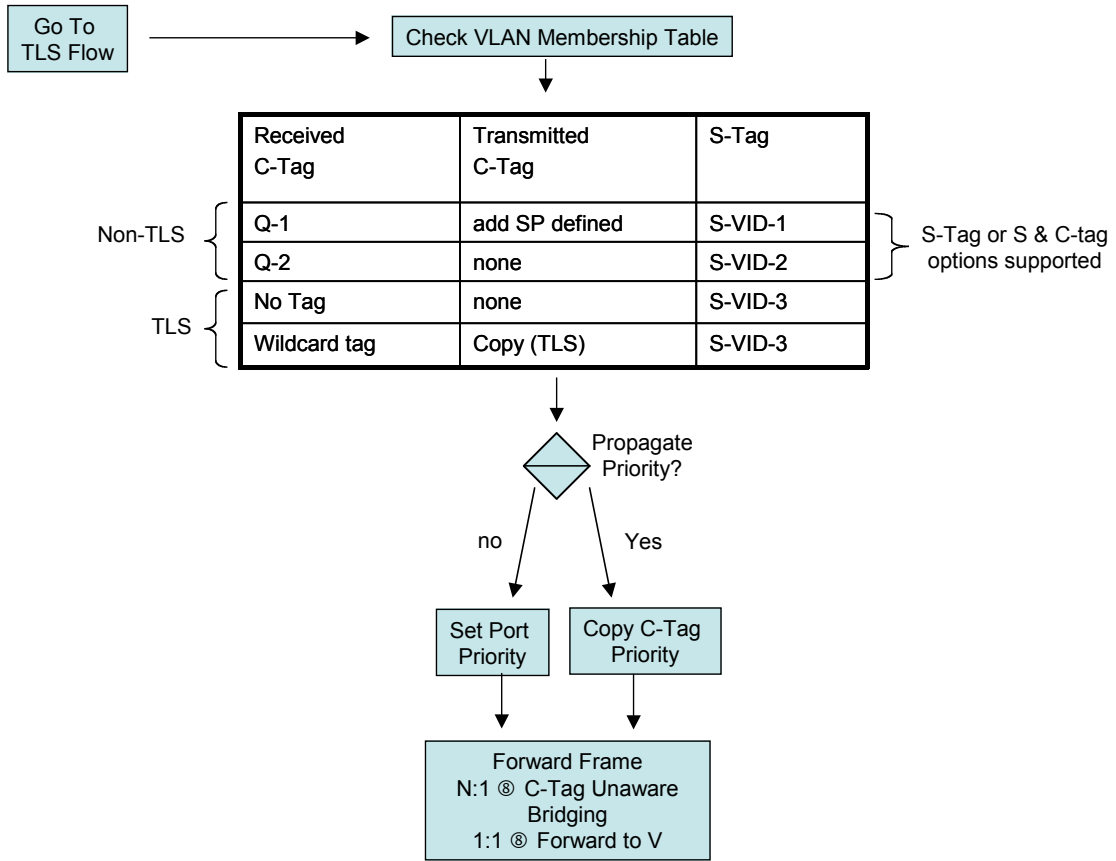 Go To
TLS Flow
Check VLAN Membership Table
Received
C-Tag
Transmitted
C-Tag
S-Tag
Non-TLS
Q-1
add SP defined
S-VID-1
Q-2
none
S-VID-2
S-Tag or S & C-tag
options supported
TLS
No Tag
none
S-VID-3
Wildcard tag
Copy (TLS)
S-VID-3
Propagate
Priority?
no
Yes
Set Port
Priority
Copy C-Tag
Priority
Forward Frame
N:1 ⑧ C-Tag Unaware
Bridging
1:1 ⑧ Forward to V